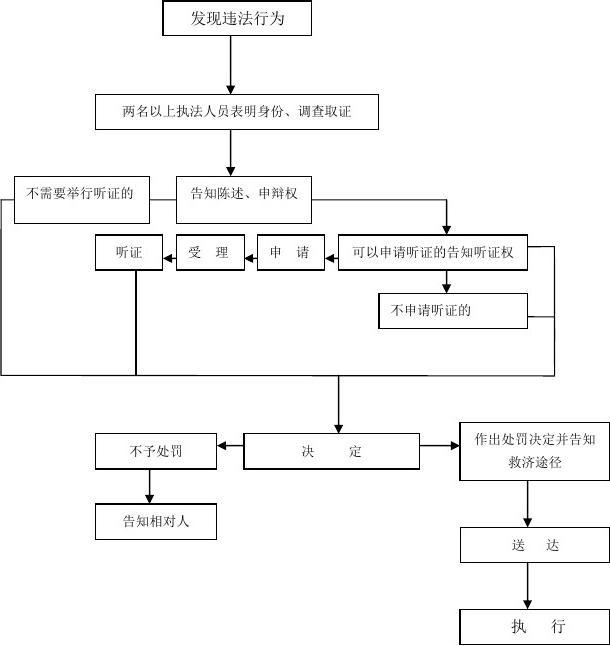 发现违法行为
两名以上执法人员表明身份、调查取证
不需要举行听证的
告知陈述、申辩权
听证
受 理
申 请
可以申请听证的告知听证权
不申请听证的
不予处罚
决 定
作出处罚决定并告知
救济途径
告知相对人
送 达
执 行